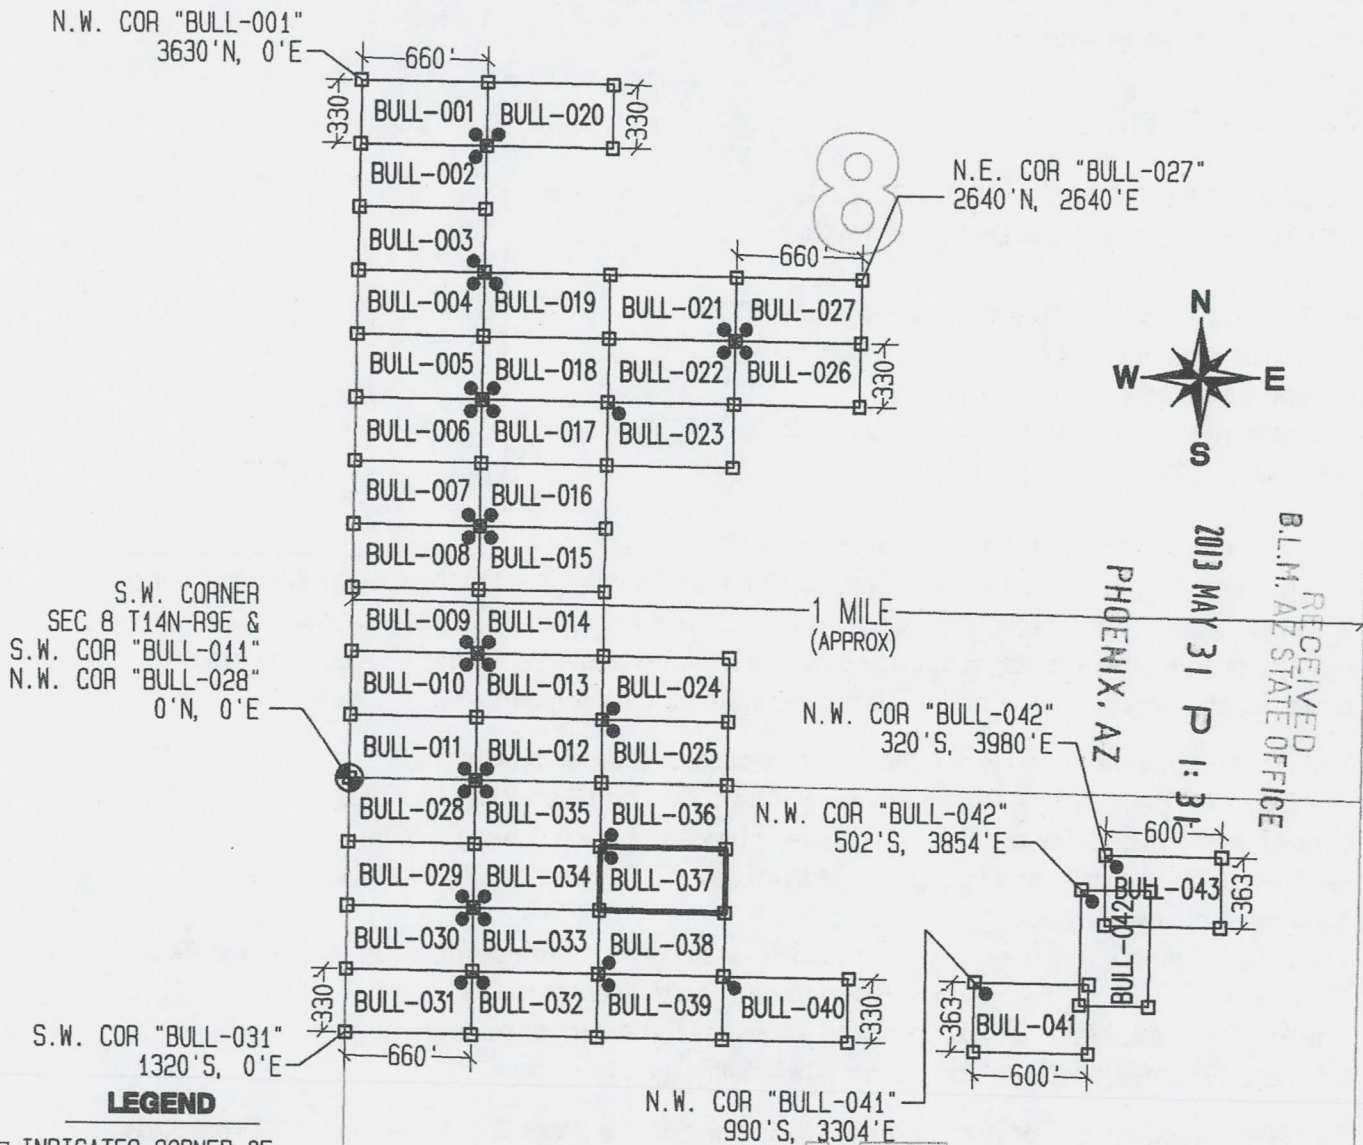 N.W. COR "BULL-001"
3630'N, 0'E
660'
330
BULL-001
BULL-020
330
BULL-002
8
N.E. COR "BULL-027"
2640'N, 2640'E
BULL-003
660'
BULL-004
BULL-019
BULL-021
BULL-027
N
W
E
S
BULL-005
BULL-018
BULL-022
BULL-026
330
BULL-006
BULL-017
BULL-023
BULL-007
BULL-016
BULL-008
BULL-015
RECEIVED
B.L.M. AZ STATE OFFICE
2013 MAY 31 P 1:31
PHOENIX, AZ
S.W. CORNER
SEC 8 T14N-R9E &
S.W. COR "BULL-011"
N.W. COR "BULL-028"
0'N, 0'E
BULL-009
BULL-014
1 MILE
(APPROX)
BULL-010
BULL-013
BULL-024
N.W. COR "BULL-042"
320'S, 3980'E
BULL-011
BULL-012
BULL-025
BULL-028
BULL-035
BULL-036
N.W. COR "BULL-042"
502'S, 3854'E
600'
BULL-029
BULL-034
BULL-037
BULL-043
363
BULL-042
BULL-030
BULL-033
BULL-038
330
BULL-031
BULL-032
BULL-039
BULL-040
330
363
BULL-041
S.W. COR "BULL-031"
1320'S, 0'E
660'
600'
LEGEND
N.W. COR "BULL-041"
990'S, 3304'E
INDICATES CORNER OF